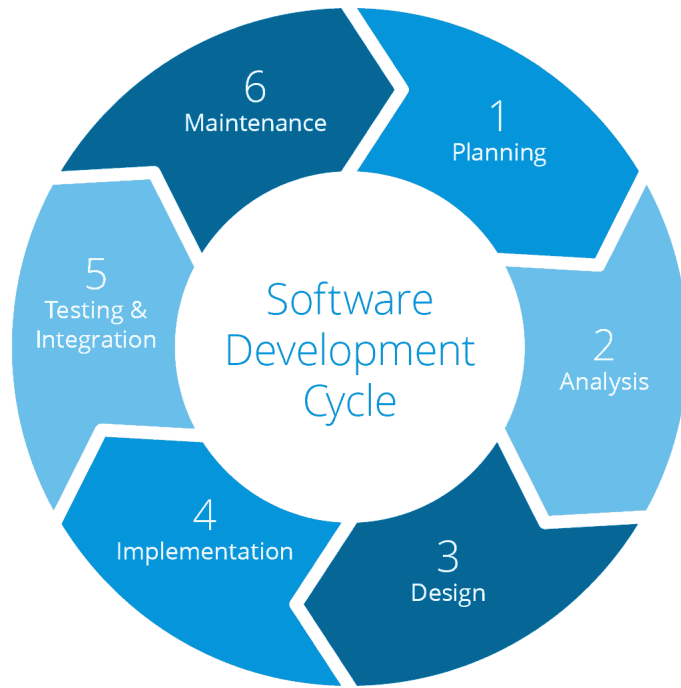 Software
Development
Cycle
1
Planning
2
Analysis
3
Design
4
Implementation
5
Testing &
Integration
6
Maintenance